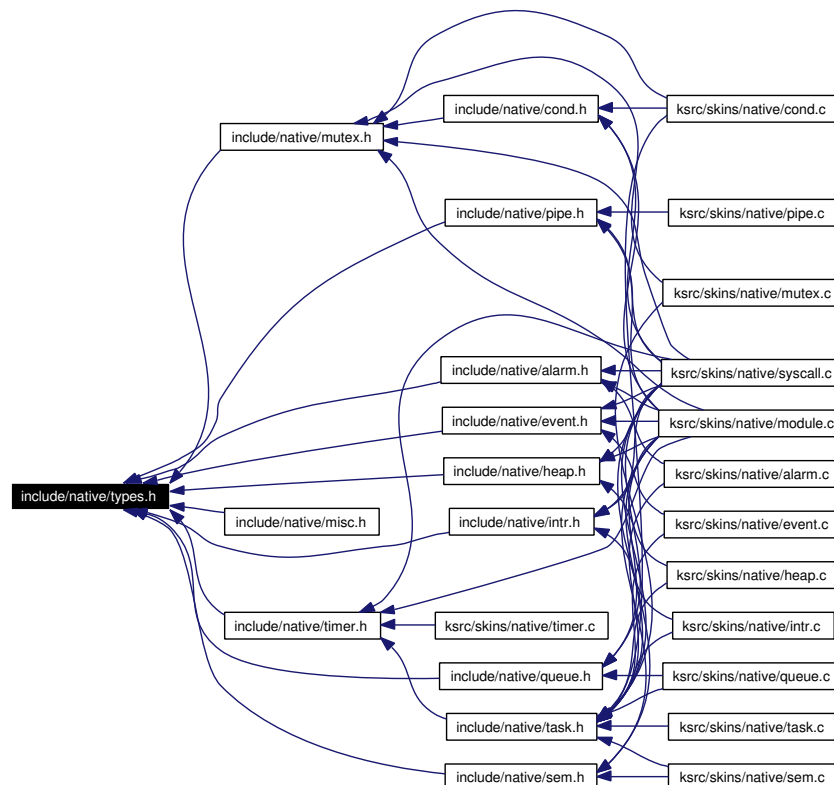 include/native/cond.h
ksrc/skins/native/cond.c
include/native/mutex.h
include/native/pipe.h
ksrc/skins/native/pipe.c
ksrc/skins/native/mutex.c
include/native/alarm.h
ksrc/skins/native/syscall.c
include/native/event.h
ksrc/skins/native/module.c
include/native/heap.h
ksrc/skins/native/alarm.c
include/native/types.h
include/native/misc.h
include/native/intr.h
ksrc/skins/native/event.c
ksrc/skins/native/heap.c
include/native/timer.h
ksrc/skins/native/timer.c
ksrc/skins/native/intr.c
include/native/queue.h
ksrc/skins/native/queue.c
include/native/task.h
ksrc/skins/native/task.c
include/native/sem.h
ksrc/skins/native/sem.c